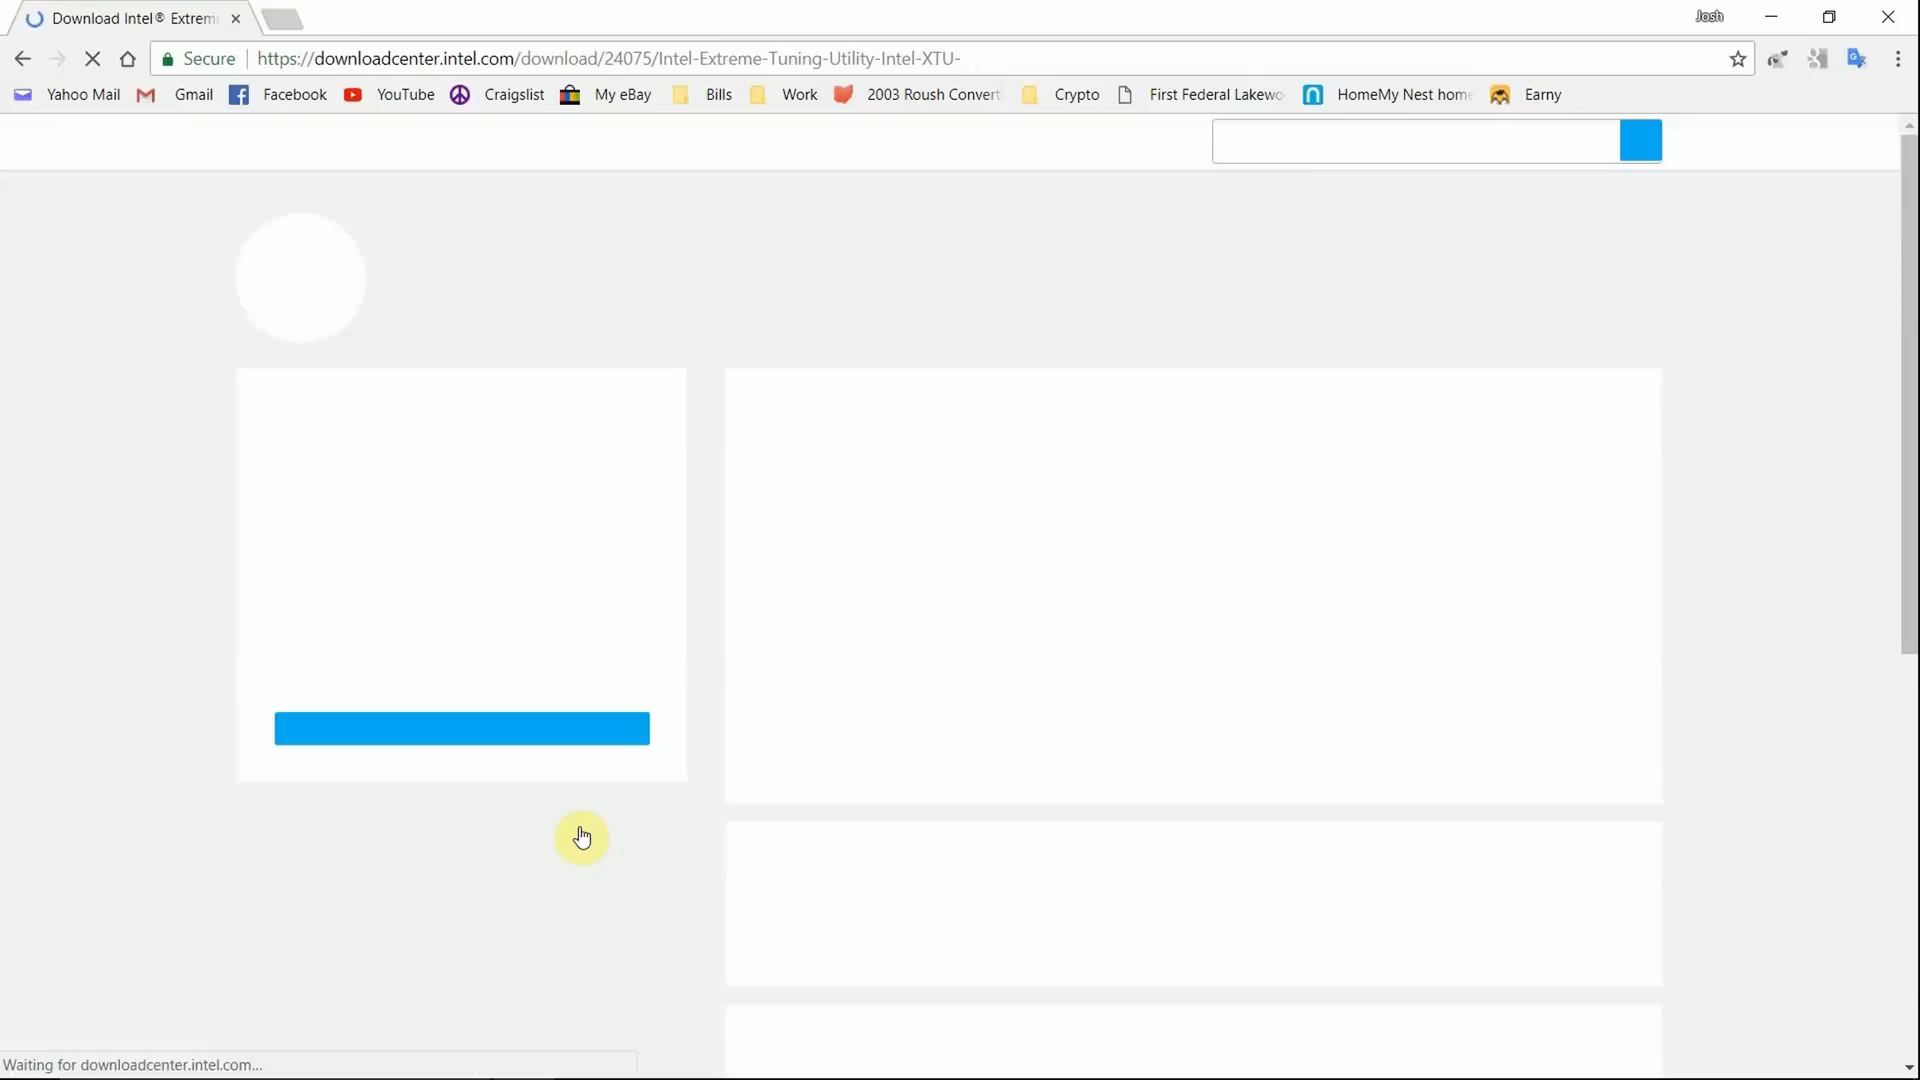 Download Intel® Extrem
Josh
Secure
https://downloadcenter.intel.com/download/24075/Intel-Extreme-Tuning-Utility-Intel-XTU-
Yahoo Mail
Gmail
Facebook
YouTube
Craigslist
My eBay
Bills
Work
2003 Roush Convert
Crypto
First Federal Lakewo
HomeMy Nest home
Earny
Waiting for downloadcenter.intel.com...